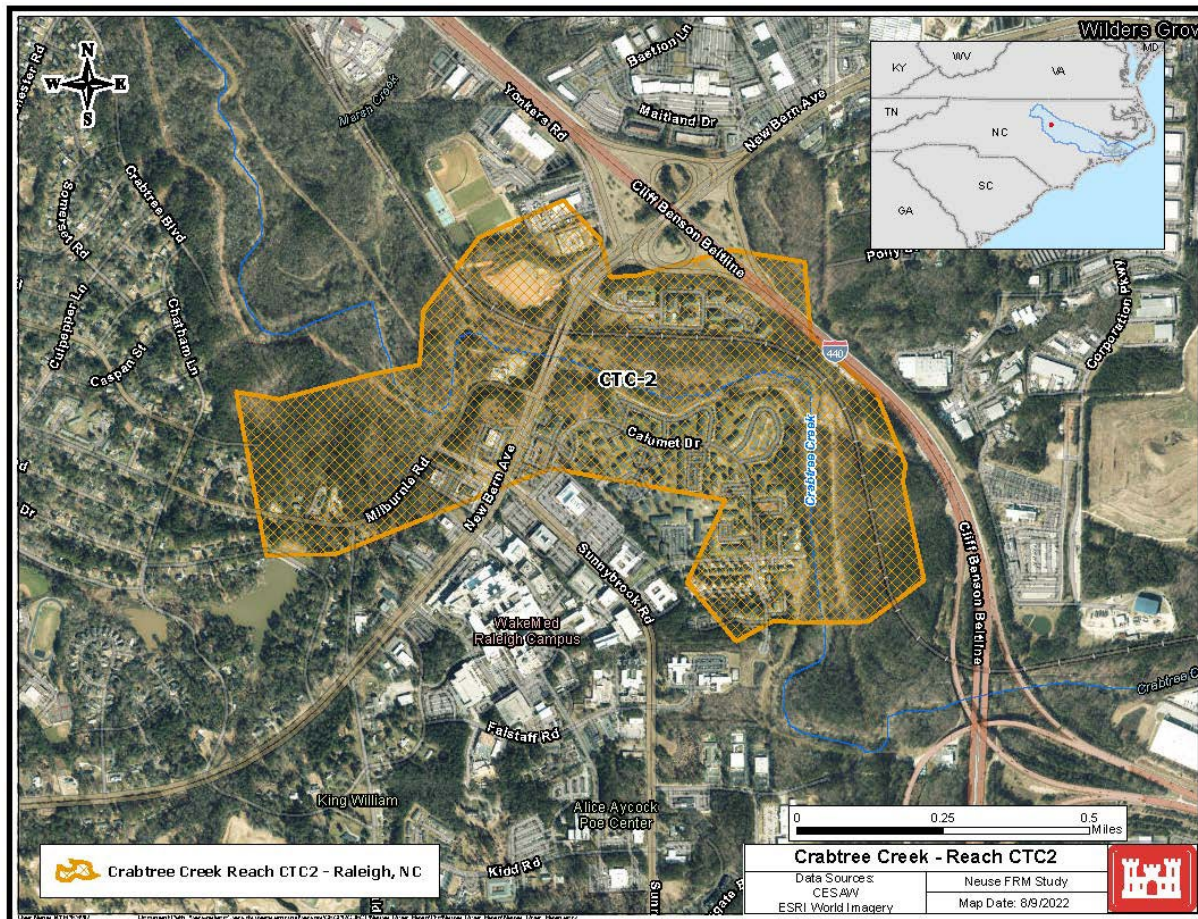 Wilders Grov
N
W
E
S
Bastion Ln
Yonkers Rd
Maitland Dr
New Bern Ave
Marsh Creek
Cliff Benson Beltline
KY
WV
VA
MD
TN
NC
SC
GA
Somerset Rd
Crabtree Blvd
Culpepper Ln
Chatham Ln
Caspan St
Corporation Pkwy
440
CTC-2
Calumet Dr
Crabtree Creek
Milburnie Rd
New Bern Ave
Dr
Sunnybrook Rd
Cliff Benson Beltline
WakeMed
Raleigh Campus
Crabtree C
Falstaff Rd
King William
Alice Aycock
Poe Center
Kidd Rd
0 0.25 0.5
Miles
Crabtree Creek Reach CTC2 - Raleigh, NC
Crabtree Creek - Reach CTC2
Data Sources:
CESAW
ESRI World Imagery
Neuse FRM Study
Map Date: 8/9/2022